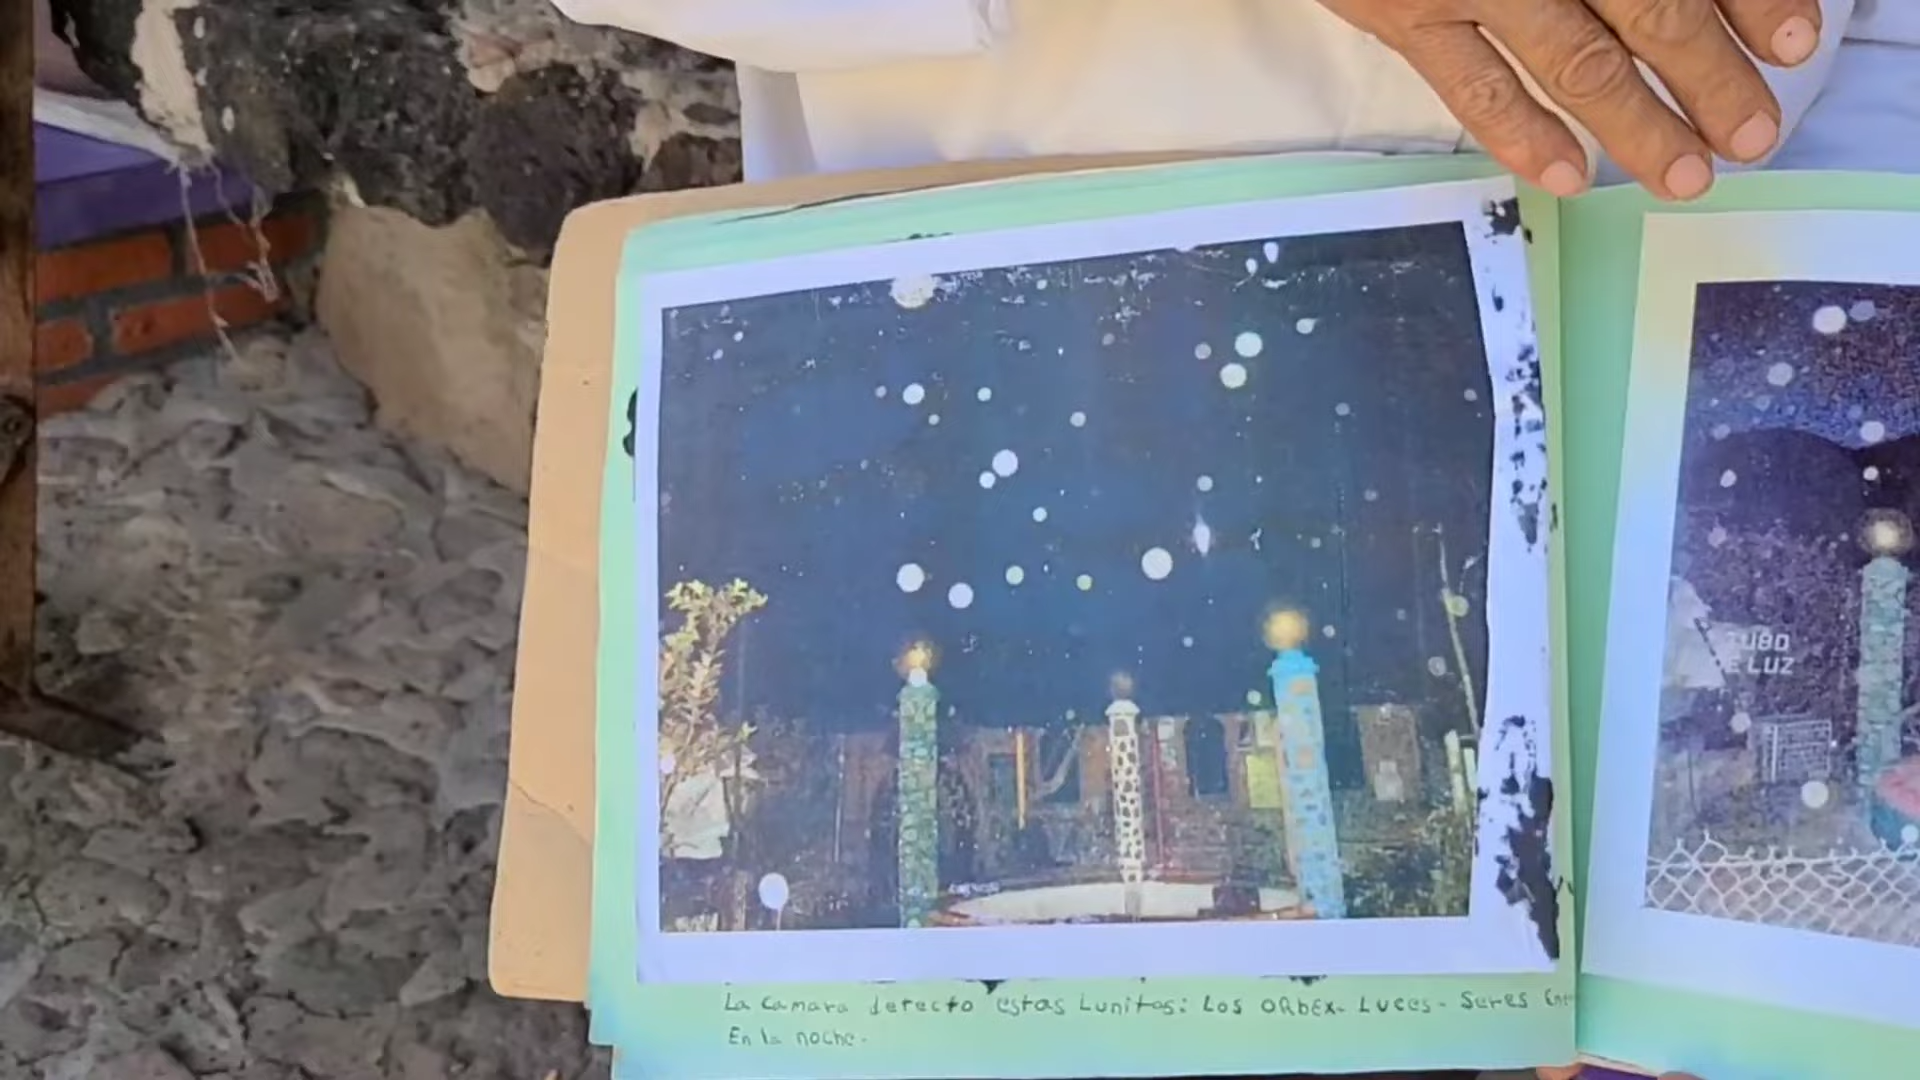 TUBO
DE LUZ
La Camara detecto estas Lunitas: Los ORbEx- Luces - Seres
En la noche.